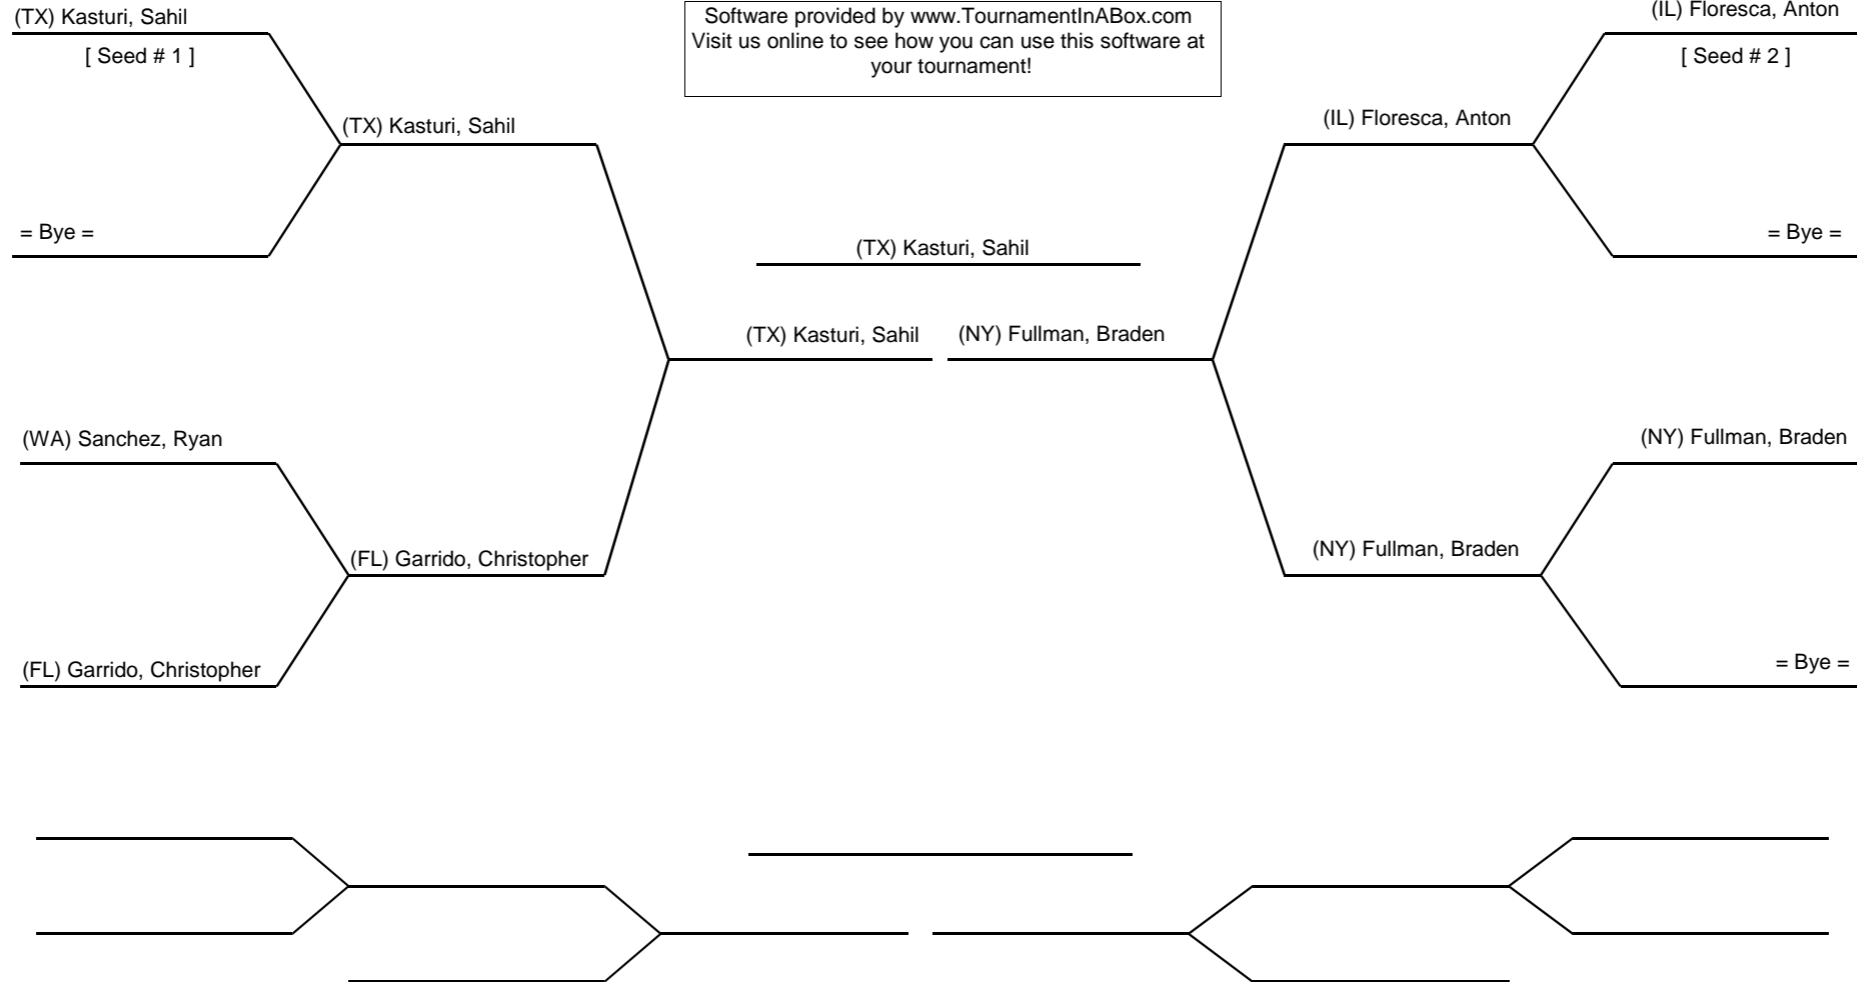 (TX) Kasturi, Sahil
Software provided by www.TournamentInABox.com
Visit us online to see how you can use this software at
your tournament!
(IL) Floresca, Anton
[ Seed # 1 ]
[ Seed # 2 ]
(TX) Kasturi, Sahil
(IL) Floresca, Anton
= Bye =
(TX) Kasturi, Sahil
= Bye =
(TX) Kasturi, Sahil
(NY) Fullman, Braden
(WA) Sanchez, Ryan
(NY) Fullman, Braden
(FL) Garrido, Christopher
(NY) Fullman, Braden
(FL) Garrido, Christopher
= Bye =